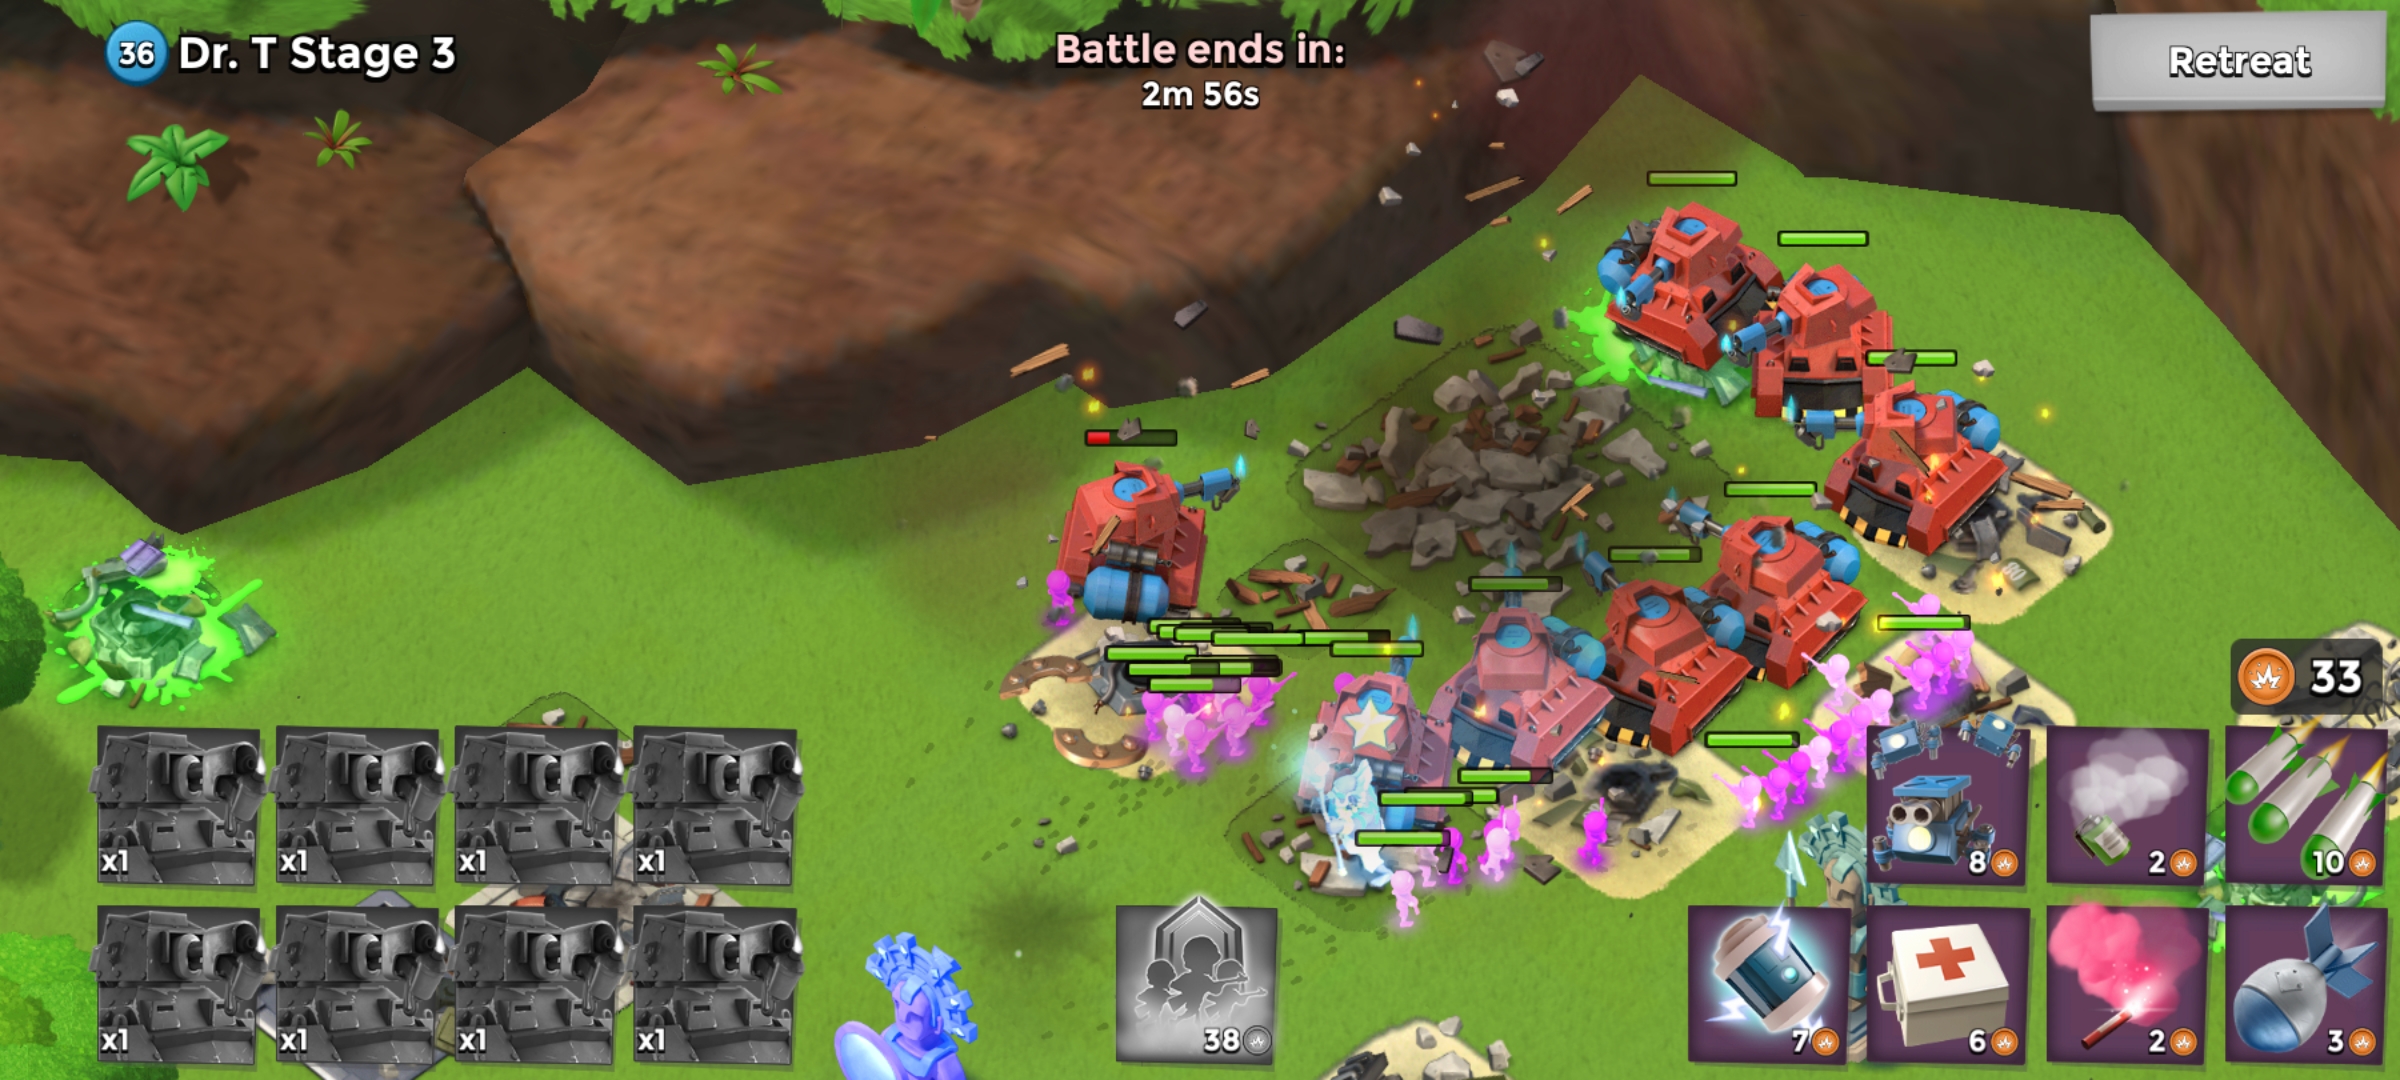 36 Dr. T Stage 3
Battle ends in:
2m 56s
Retreat
33
x1 x1 x1 x1
8 2 10
x1 x1 x1 x1
38
7 6 2 3